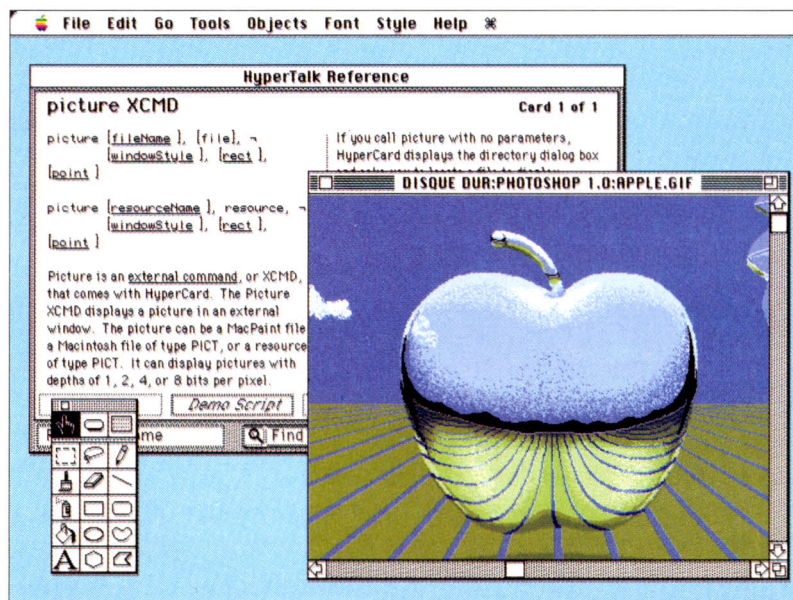 File Edit Go Tools Objects Font Style Help ⌘
HyperTalk Reference
picture XCMD
Card 1 of 1
picture [fileName ], [file], ¬
[windowStyle ], [rect ],
[point ]
picture [resourceName ], resource, ¬
[windowStyle ], [rect ],
[point ]
Picture is an external command, or XCMD,
that comes with HyperCard. The Picture
XCMD displays a picture in an external
window. The picture can be a MacPaint file
a Macintosh file of type PICT, or a resource
of type PICT. It can display pictures with
depths of 1, 2, 4, or 8 bits per pixel.
If you call picture with no parameters,
HyperCard displays the directory dialog box
DISQUE DUR:PHOTOSHOP 1.0:APPLE.GIF
Demo Script
Find
A